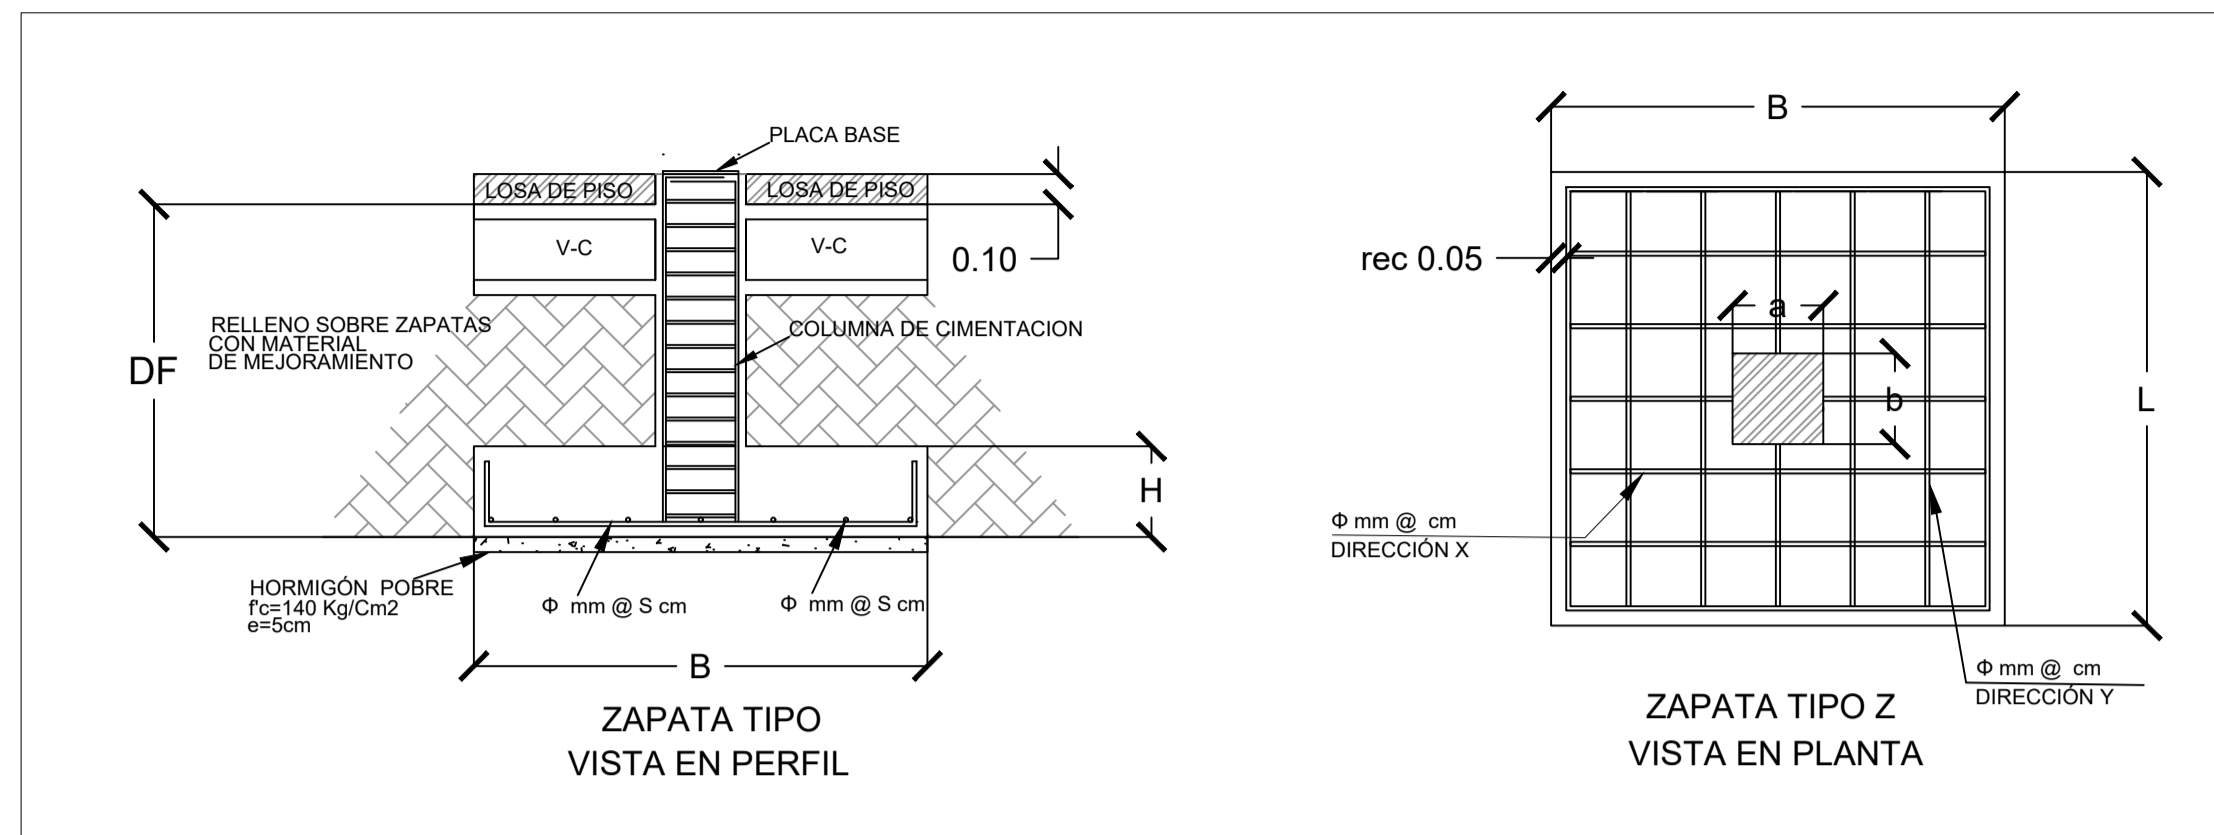 PLACA BASE
LOSA DE PISO
LOSA DE PISO
V-C
V-C
0.10
RELLENO SOBRE ZAPATAS
CON MATERIAL
DE MEJORAMIENTO
COLUMNA DE CIMENTACION
DF
H
HORMIGÓN POBRE
f'c=140 Kg/Cm2
e=5cm
Φ mm @ S cm
Φ mm @ S cm
B
ZAPATA TIPO
VISTA EN PERFIL
B
rec 0.05
a
b
L
Φ mm @ cm
DIRECCIÓN X
Φ mm @ cm
DIRECCIÓN Y
ZAPATA TIPO Z
VISTA EN PLANTA